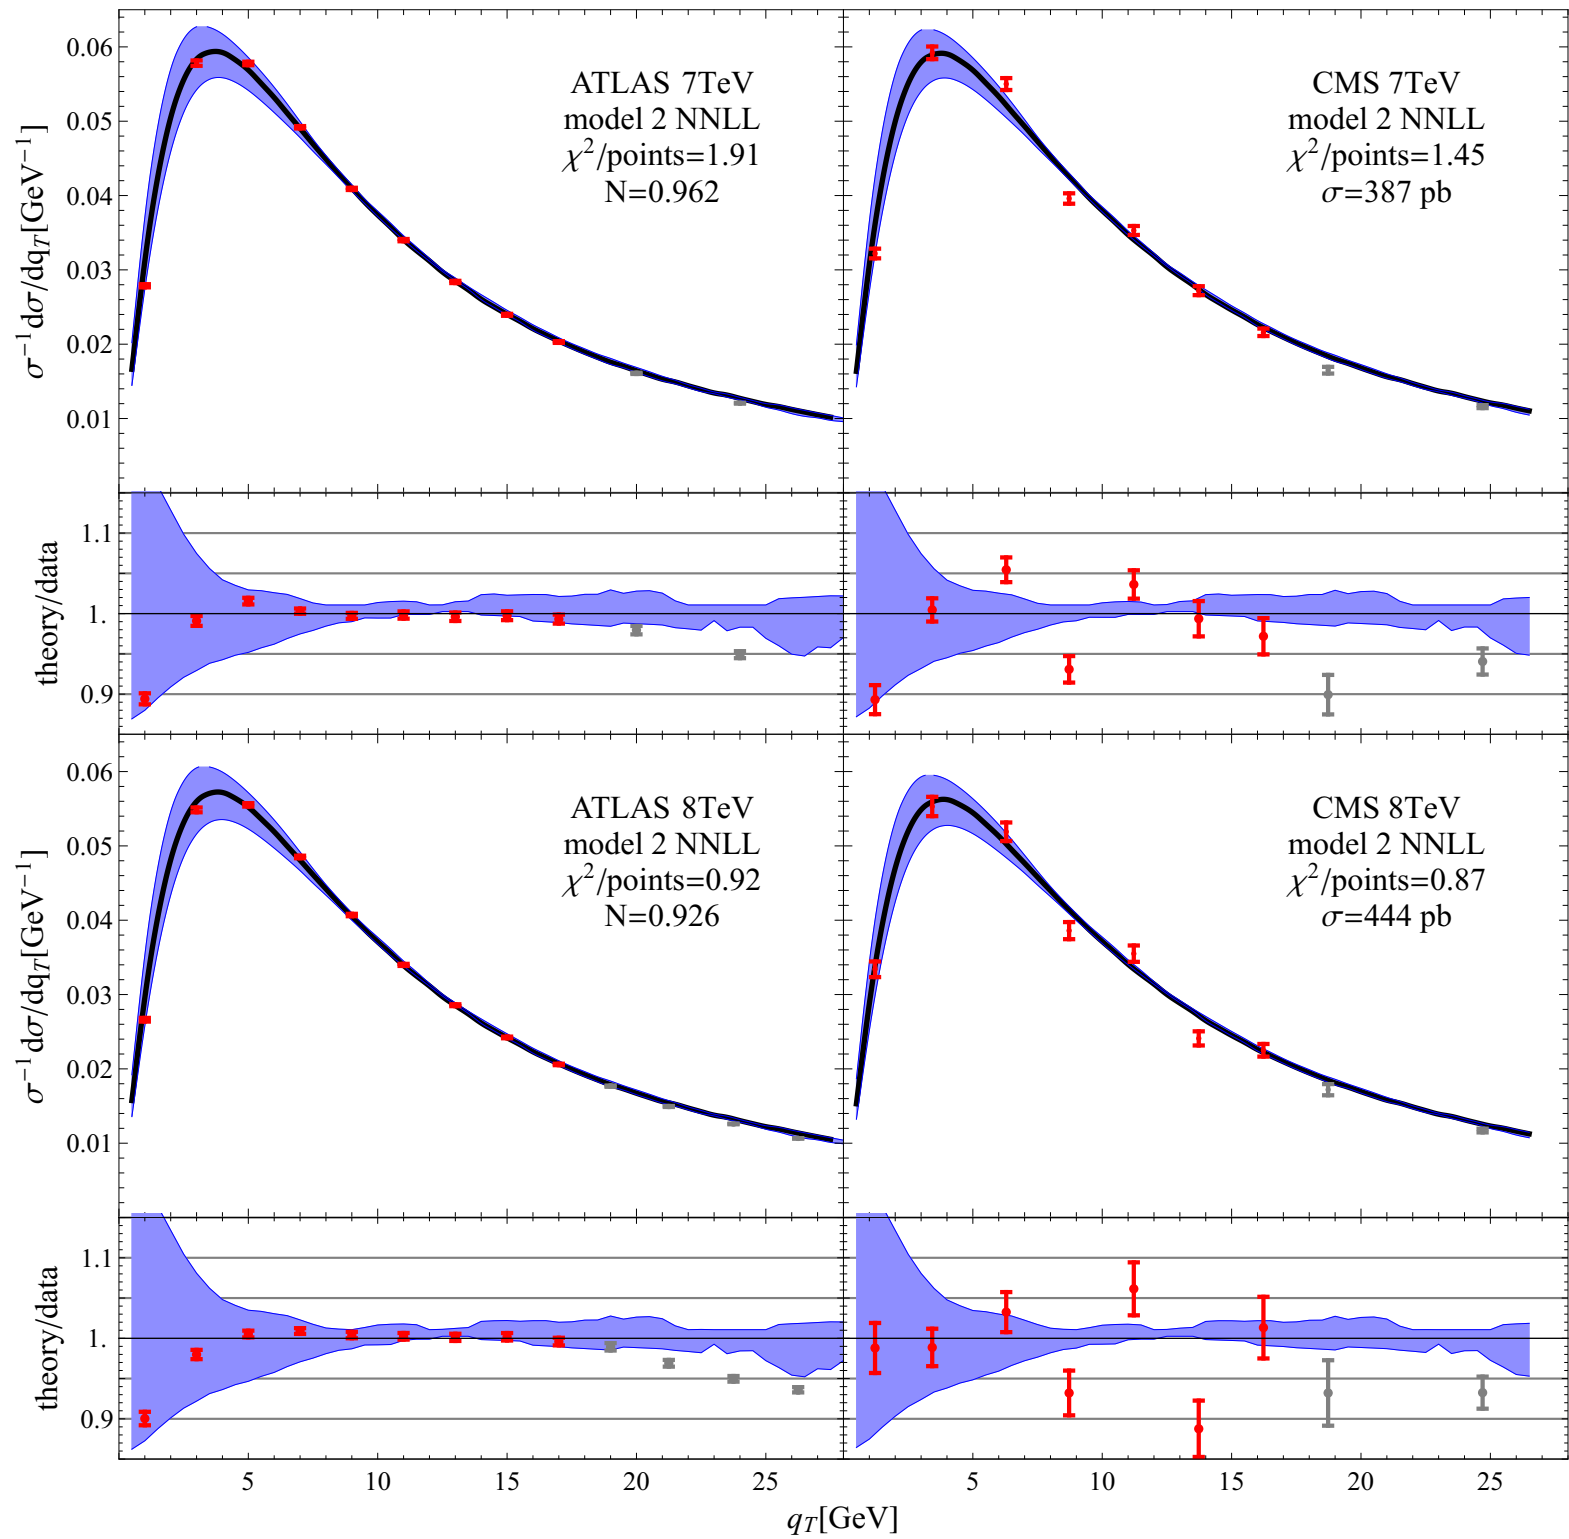 0.06
0.05
0.04
0.03
0.02
0.01
σ⁻¹dσ/dq_T[GeV⁻¹]
ATLAS 7TeV
model 2 NNLL
χ²/points=1.91
N=0.962
CMS 7TeV
model 2 NNLL
χ²/points=1.45
σ=387 pb
1.1
1.
0.9
theory/data
0.06
0.05
0.04
0.03
0.02
0.01
σ⁻¹dσ/dq_T[GeV⁻¹]
ATLAS 8TeV
model 2 NNLL
χ²/points=0.92
N=0.926
CMS 8TeV
model 2 NNLL
χ²/points=0.87
σ=444 pb
1.1
1.
0.9
theory/data
5 10 15 20 25 5 10 15 20 25
q_T[GeV]